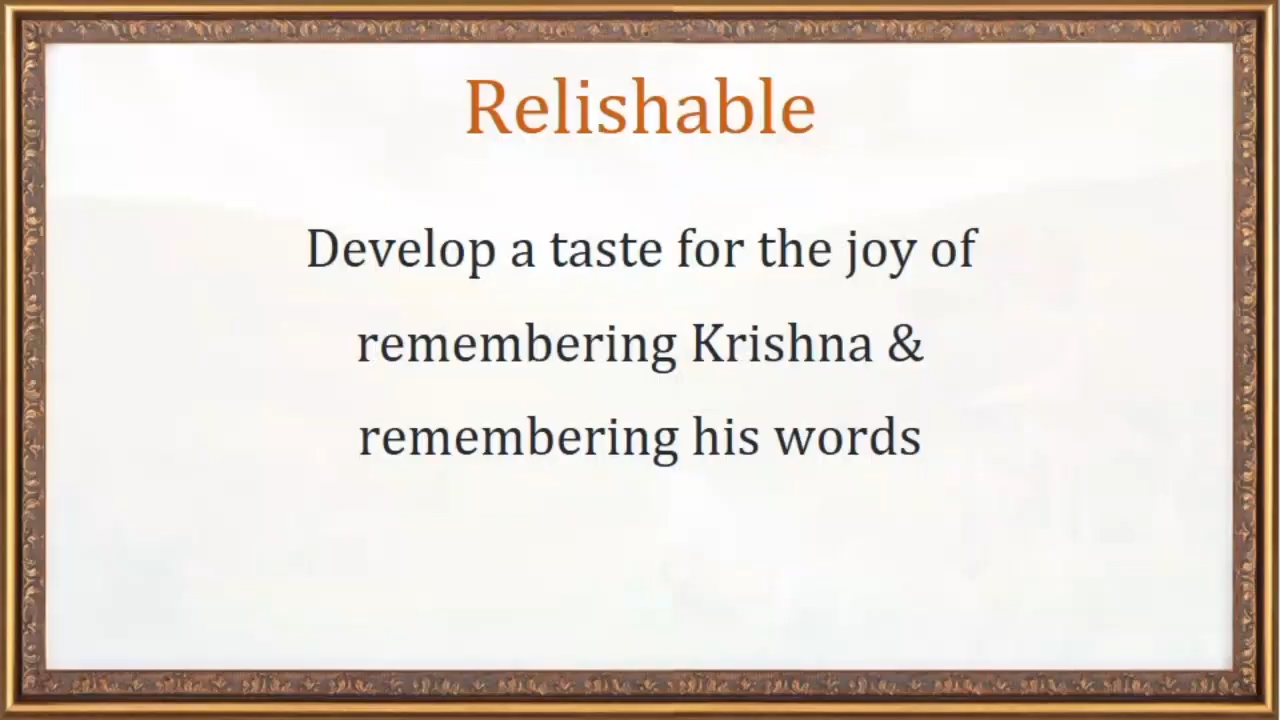 Relishable
Develop a taste for the joy of
remembering Krishna &
remembering his words